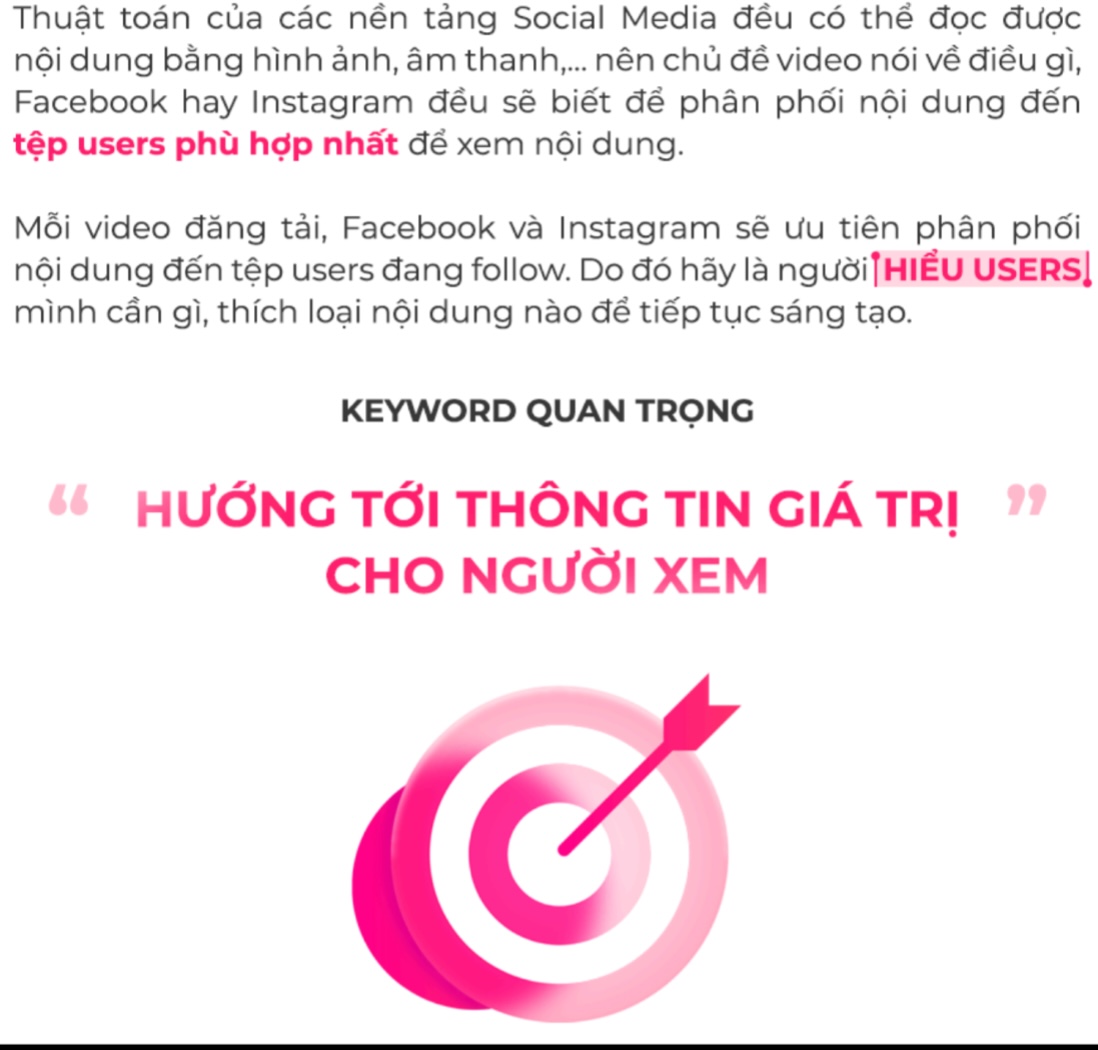 Thuật toán của các nền tảng Social Media đều có thể đọc được
nội dung bằng hình ảnh, âm thanh,... nên chủ đề video nói về điều gì,
Facebook hay Instagram đều sẽ biết để phân phối nội dung đến
tệp users phù hợp nhất để xem nội dung.
Mỗi video đăng tải, Facebook và Instagram sẽ ưu tiên phân phối
nội dung đến tệp users đang follow. Do đó hãy là người HIỂU USERS
mình cần gì, thích loại nội dung nào để tiếp tục sáng tạo.
KEYWORD QUAN TRỌNG
“ HƯỚNG TỚI THÔNG TIN GIÁ TRỊ ”
CHO NGƯỜI XEM